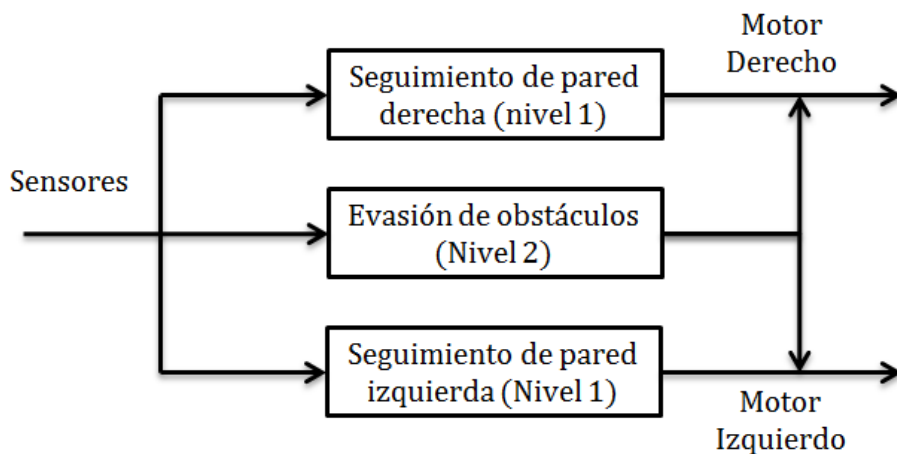 Motor
Derecho
Seguimiento de pared
derecha (nivel 1)
Sensores
Evasión de obstáculos
(Nivel 2)
Seguimiento de pared
izquierda (Nivel 1)
Motor
Izquierdo